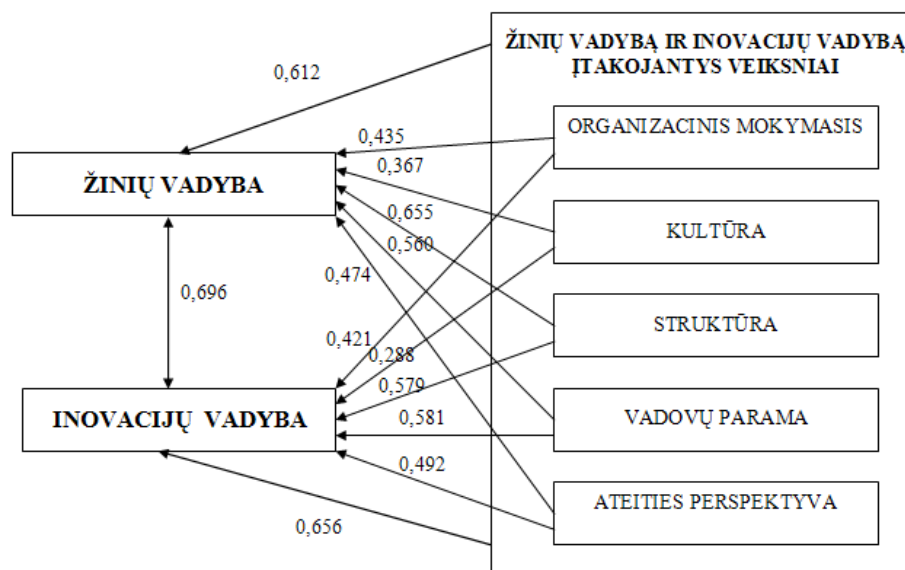 ŽINIŲ VADYBĄ IR INOVACIJŲ VADYBĄ
ĮTAKOJANTYS VEIKSNIAI
0,612
ORGANIZACINIS MOKYMASIS
0,435
0,367
ŽINIŲ VADYBA
0,655
KULTŪRA
0,560
0,474
0,696
STRUKTŪRA
0,421
0,288
0,579
INOVACIJŲ VADYBA
0,581
VADOVŲ PARAMA
0,492
ATEITIES PERSPEKTYVA
0,656